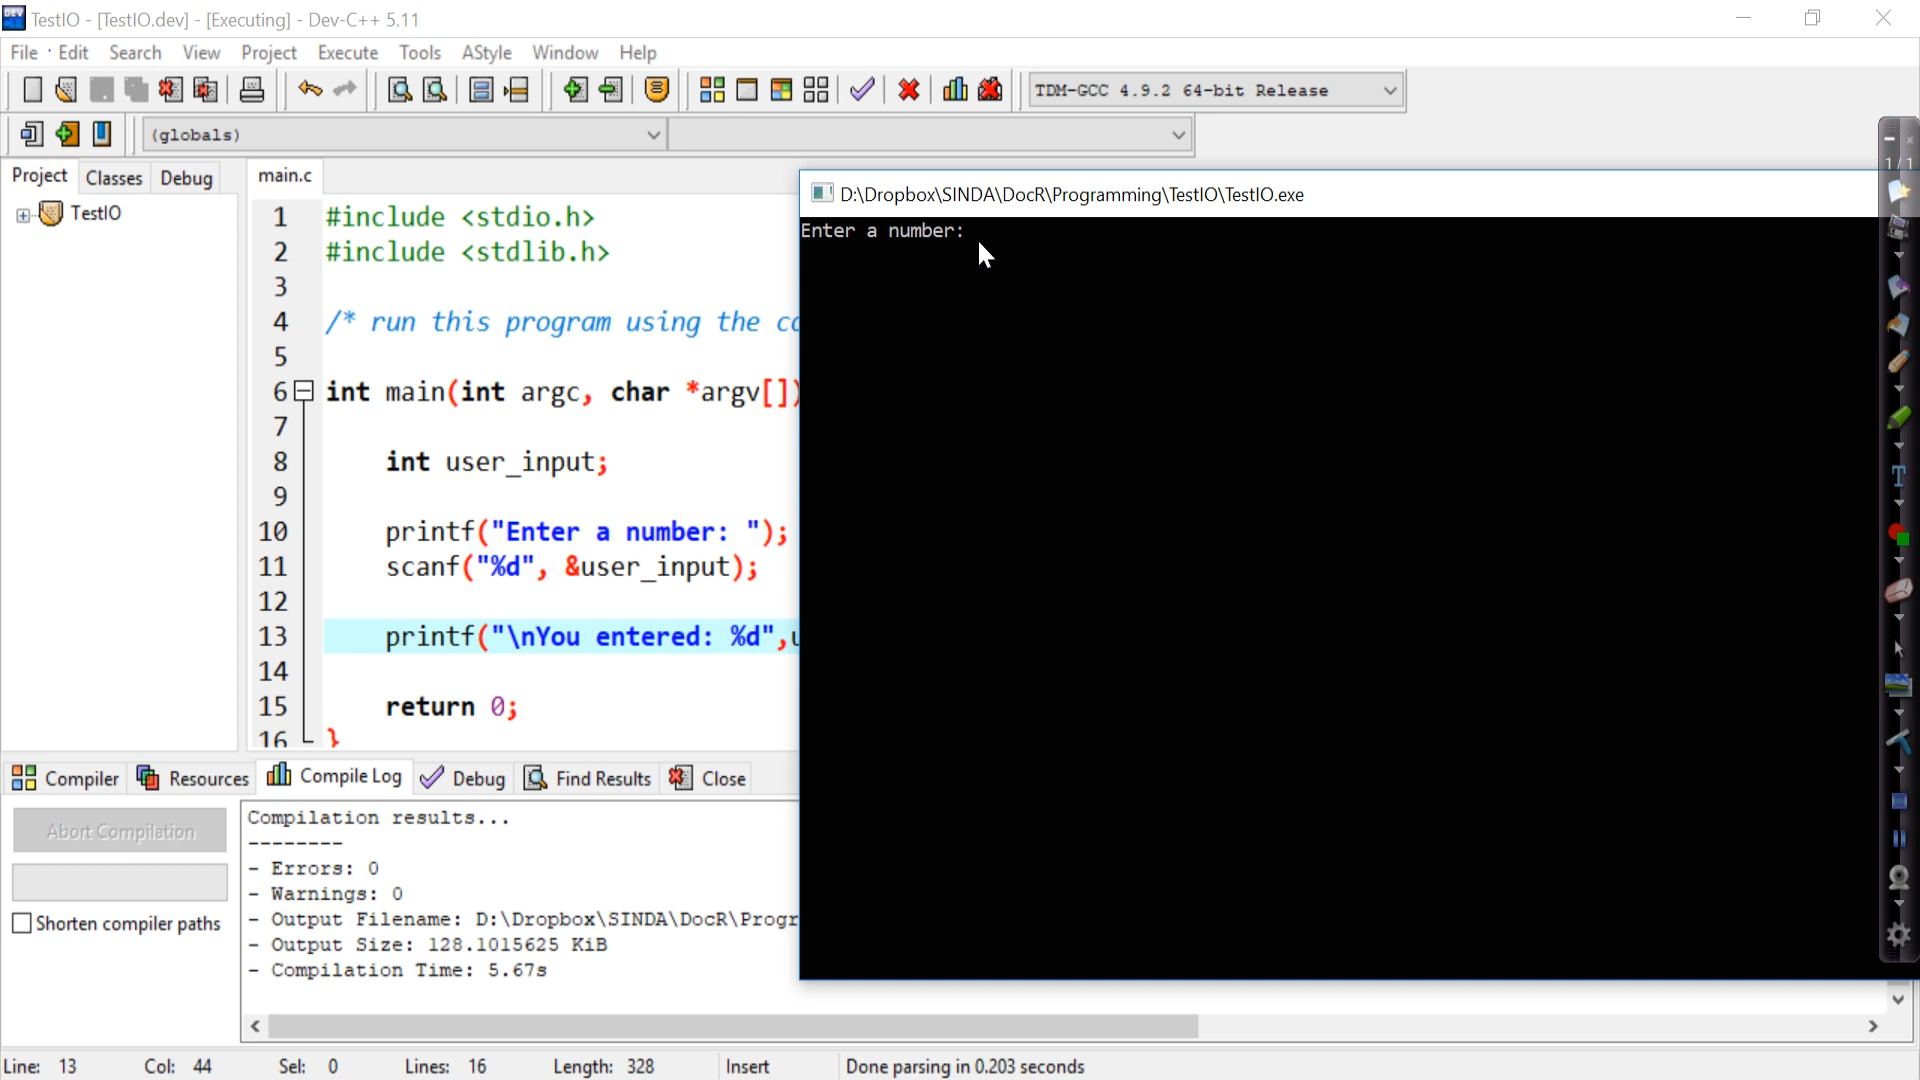 TestIO - [TestIO.dev] - [Executing] - Dev-C++ 5.11
File Edit Search View Project Execute Tools AStyle Window Help
TDM-GCC 4.9.2 64-bit Release
(globals)
Project Classes Debug
main.c
TestIO
1 #include <stdio.h>
2 #include <stdlib.h>
3
4 /* run this program using the
5
6 int main(int argc, char *argv[])
7
8 int user_input;
9
10 printf("Enter a number: ");
11 scanf("%d", &user_input);
12
13 printf("\nYou entered: %d",
14
15 return 0;
16 }
D:\Dropbox\SINDA\DocR\Programming\TestIO\TestIO.exe
Enter a number:
1/1
T
Compiler Resources Compile Log Debug Find Results Close
Abort Compilation
Shorten compiler paths
Compilation results...
--------
- Errors: 0
- Warnings: 0
- Output Filename: D:\Dropbox\SINDA\DocR\Progr
- Output Size: 128.1015625 KiB
- Compilation Time: 5.67s
Line: 13 Col: 44 Sel: 0 Lines: 16 Length: 328 Insert Done parsing in 0.203 seconds